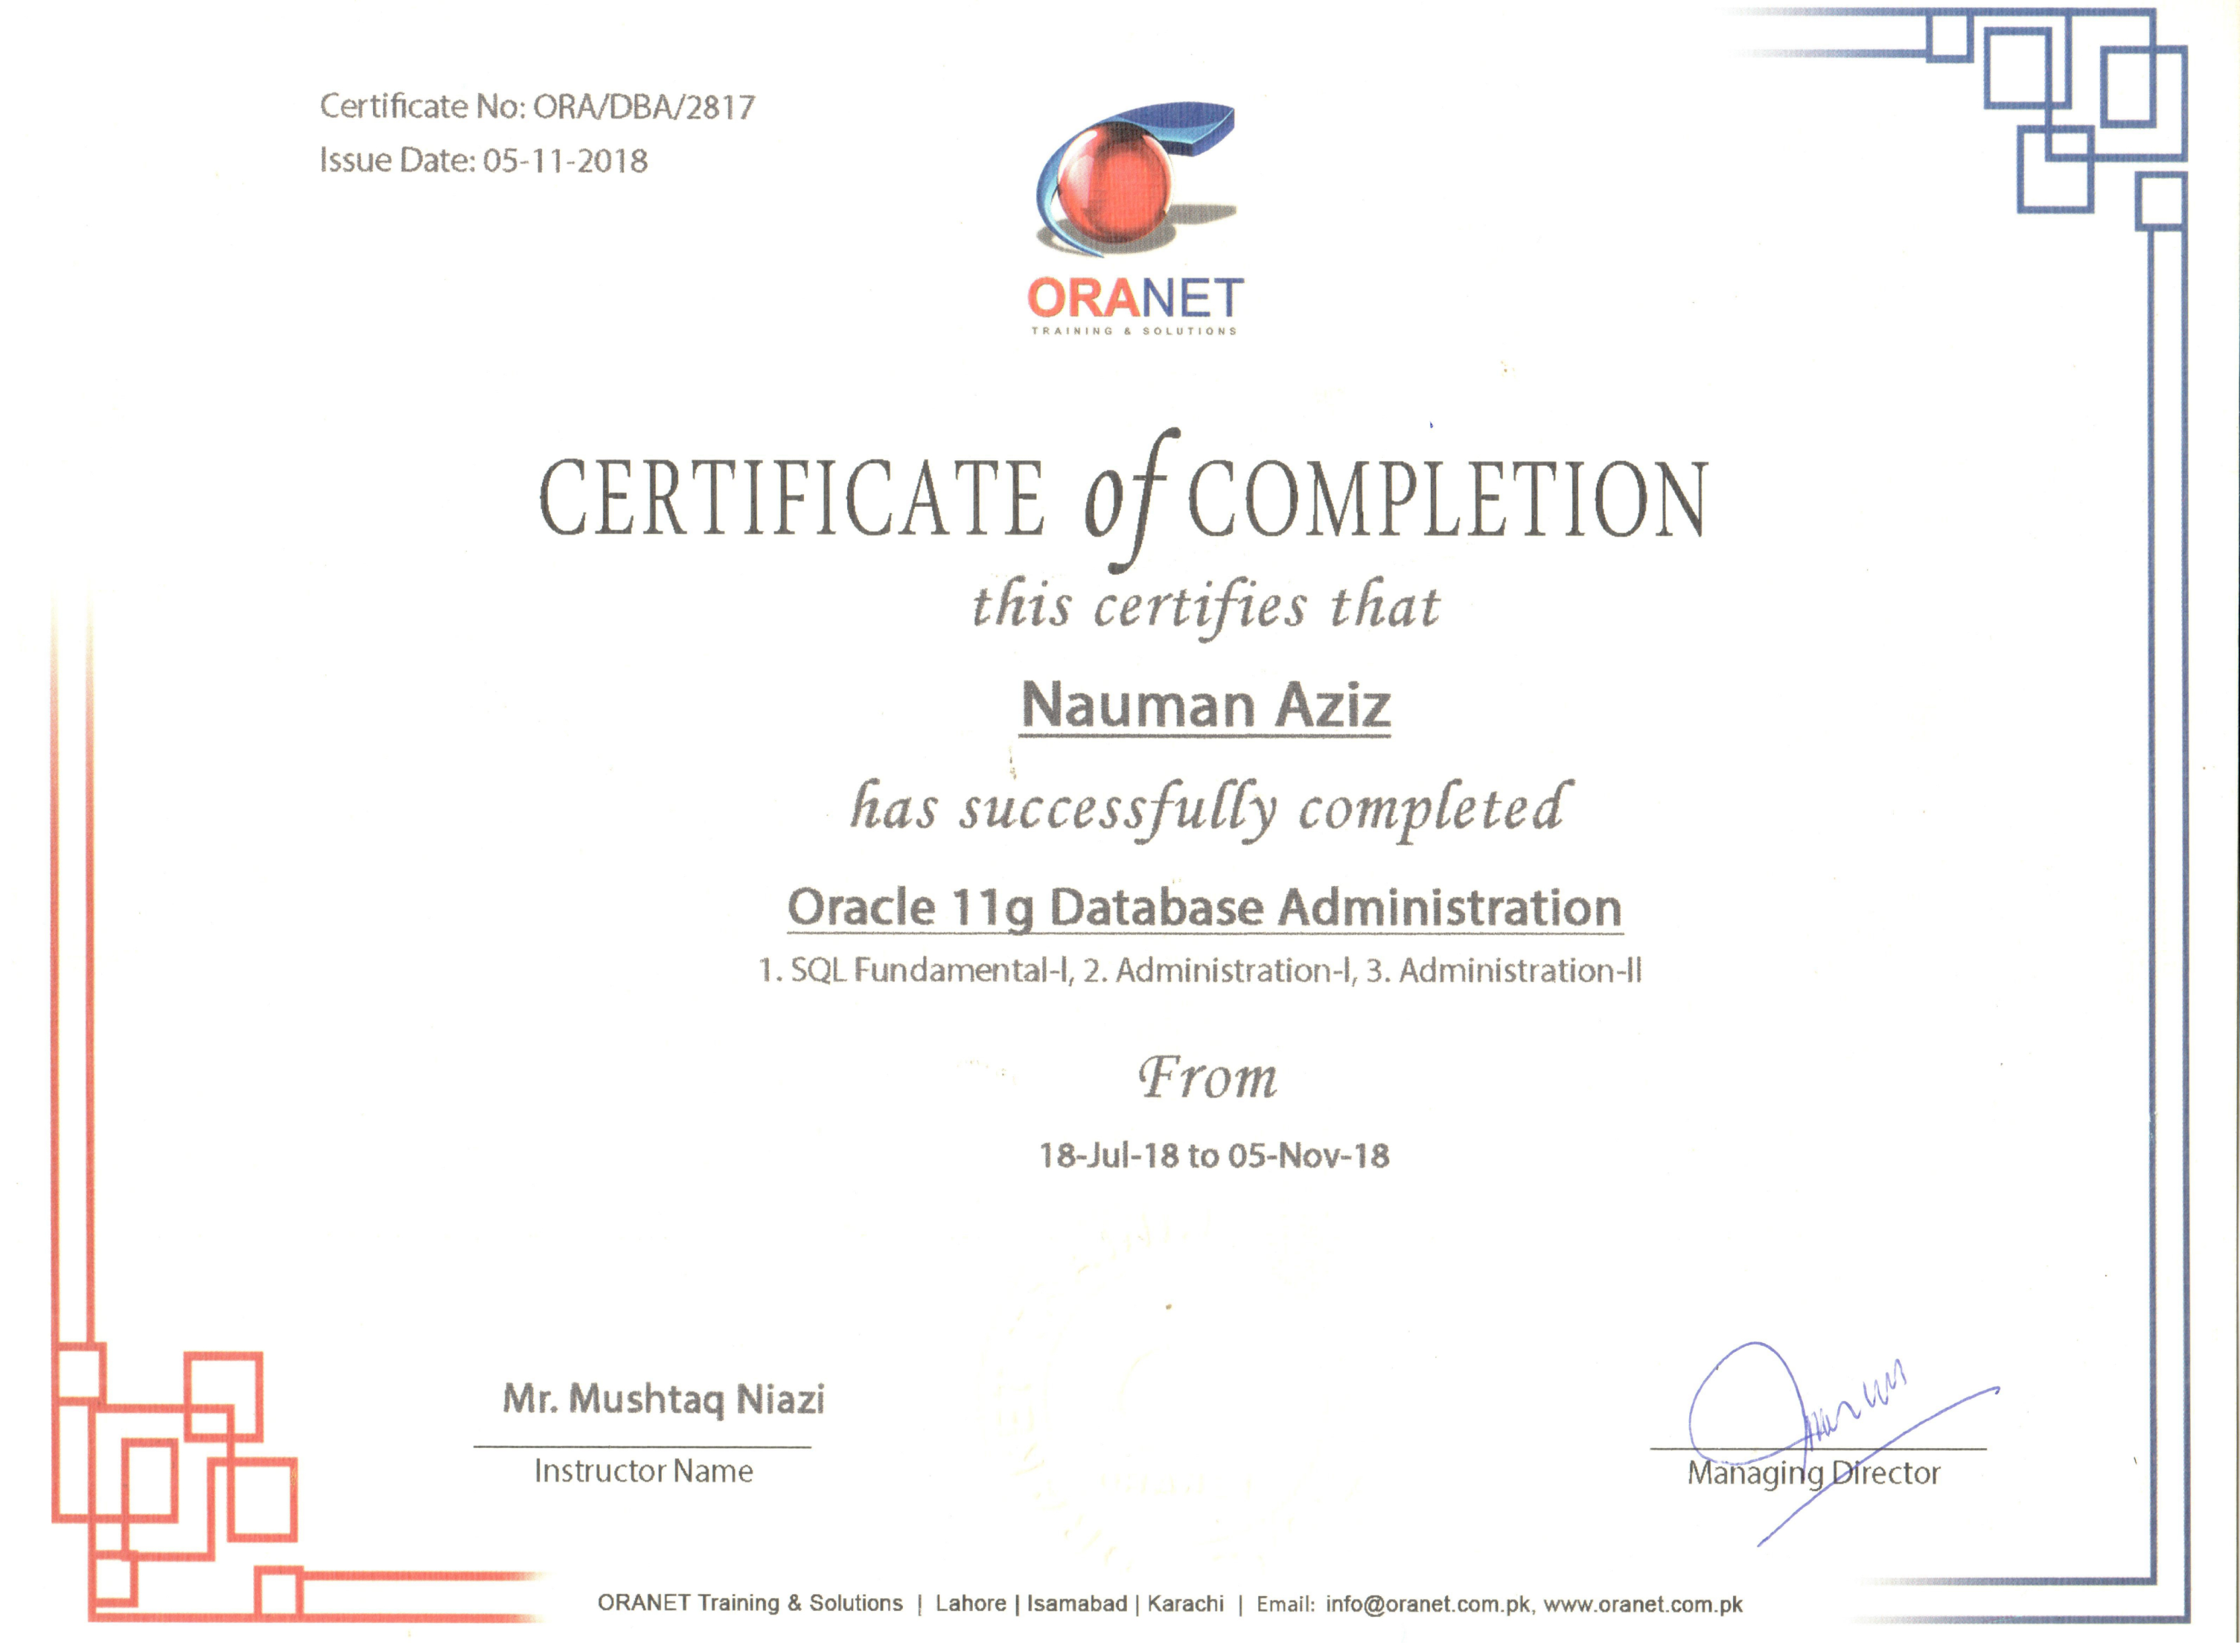 Certificate No: ORA/DBA/2817
Issue Date: 05-11-2018
ORANET
TRAINING & SOLUTIONS
CERTIFICATE of COMPLETION
this certifies that
Nauman Aziz
has successfully completed
Oracle 11g Database Administration
1. SQL Fundamental-I, 2. Administration-I, 3. Administration-II
From
18-Jul-18 to 05-Nov-18
Mr. Mushtaq Niazi
Instructor Name
Managing Director
ORANET Training & Solutions | Lahore | Isamabad | Karachi | Email: info@oranet.com.pk, www.oranet.com.pk